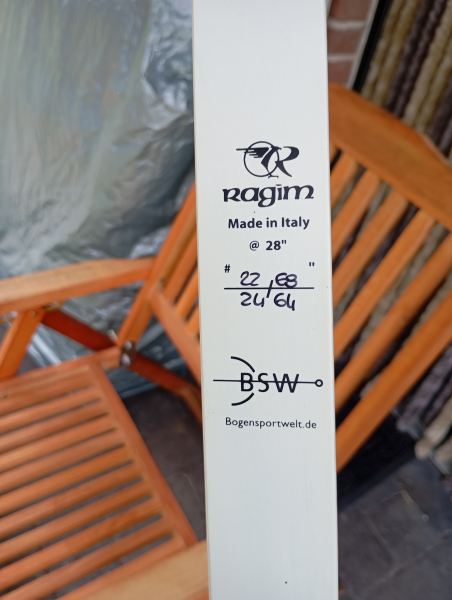 R
Ragim
Made in Italy
@ 28"
# 22 / 68 "
24 / 64
BSW
Bogensportwelt.de